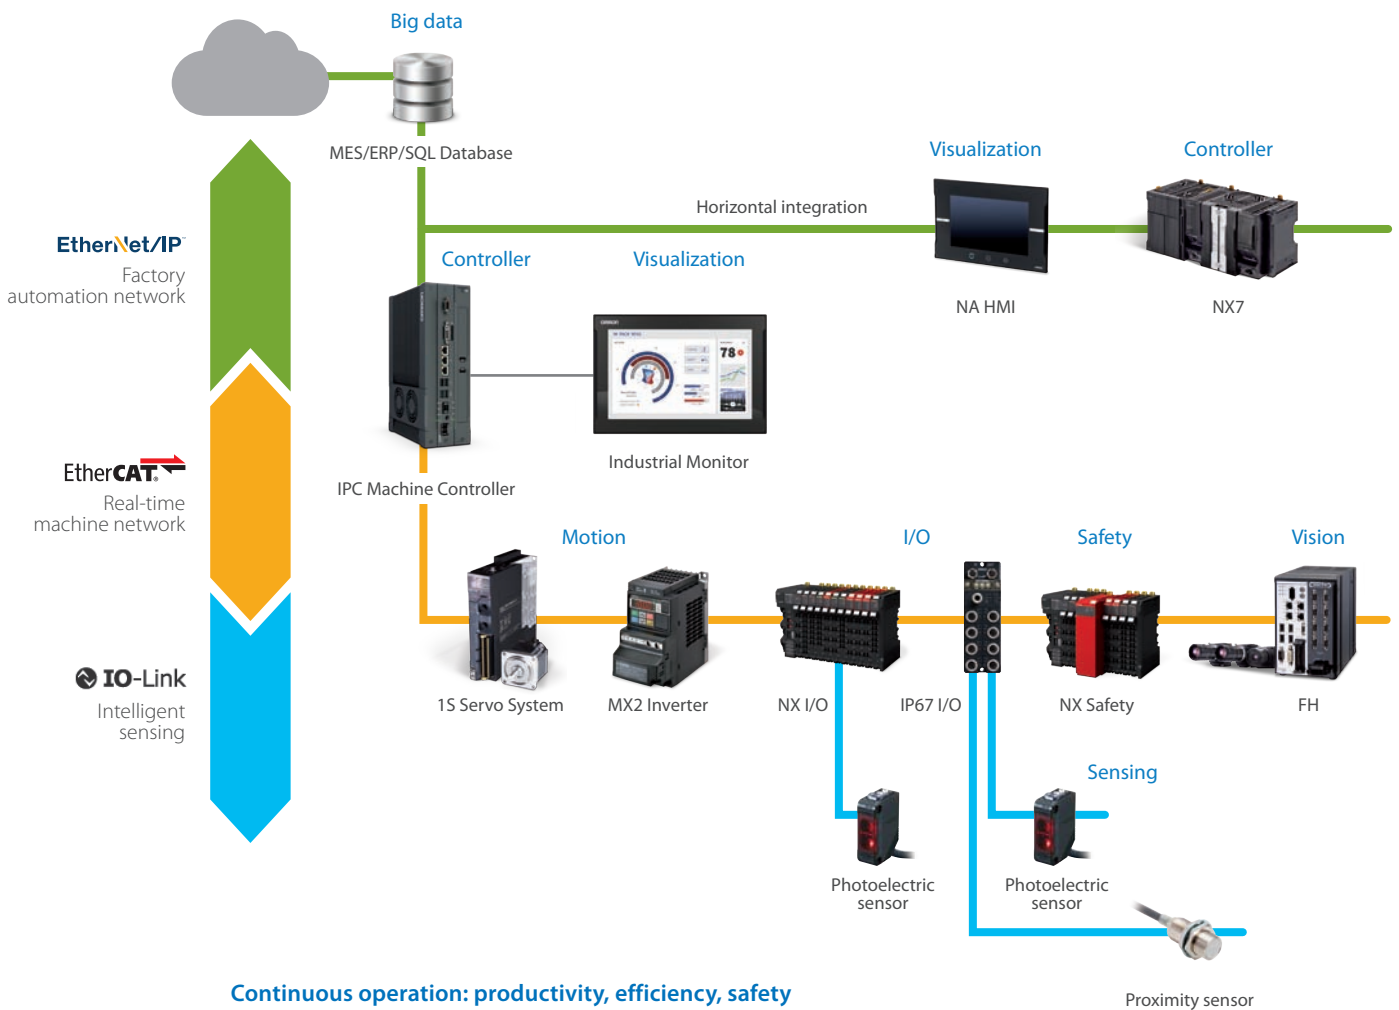 Big data
MES/ERP/SQL Database
Visualization
Controller
Horizontal integration
EtherNet/IP™
Factory
automation network
Controller
Visualization
NA HMI
NX7
OMRON
78
Industrial Monitor
EtherCAT®
Real-time
machine network
IPC Machine Controller
Motion
I/O
Safety
Vision
1S Servo System
MX2 Inverter
NX I/O
IP67 I/O
NX Safety
FH
IO-Link
Intelligent
sensing
Sensing
Photoelectric
sensor
Photoelectric
sensor
Continuous operation: productivity, efficiency, safety
Proximity sensor